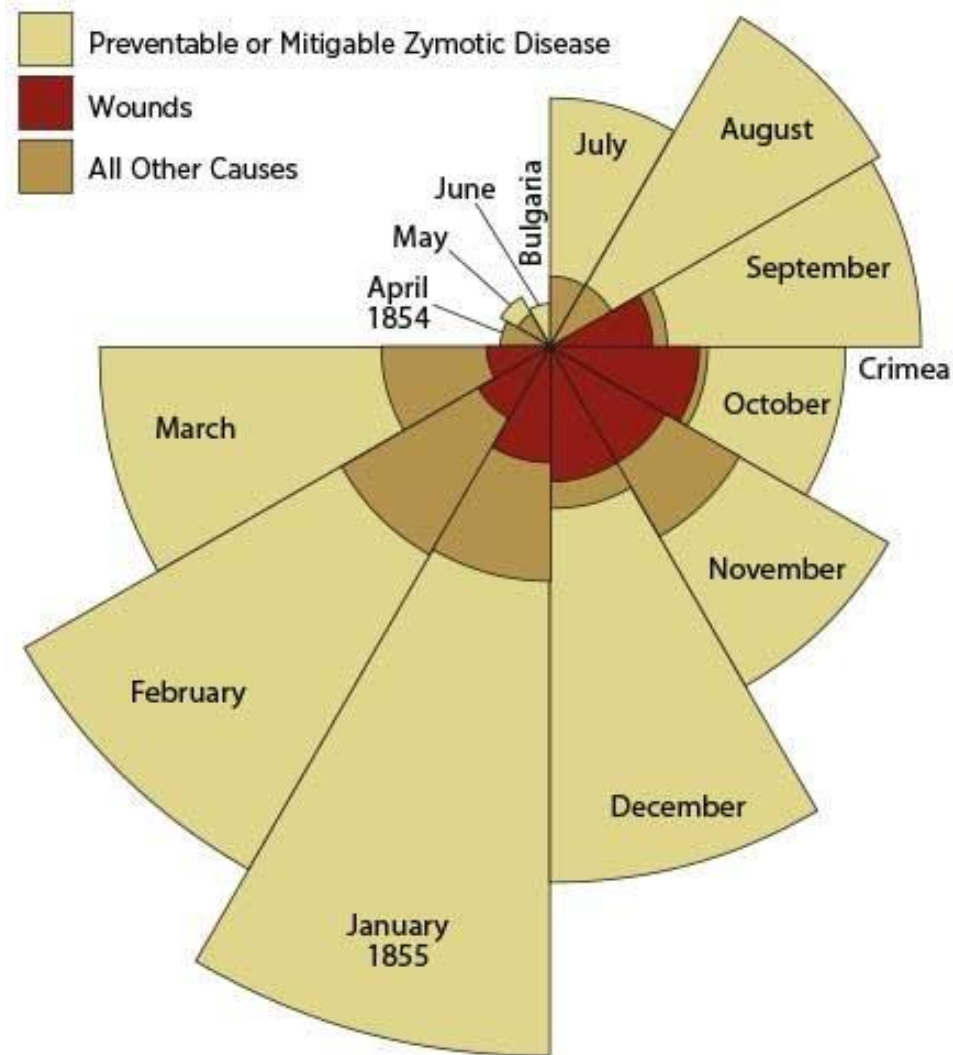 Preventable or Mitigable Zymotic Disease
Wounds
All Other Causes
June
May
April
1854
Bulgaria
July
August
September
Crimea
October
November
December
January
1855
February
March